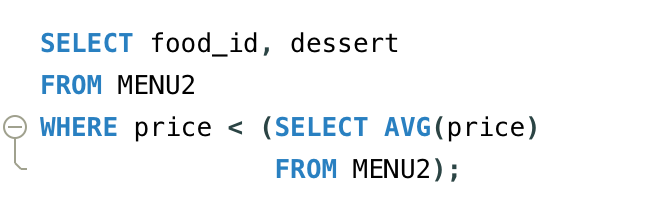 SELECT food_id, dessert
FROM MENU2
WHERE price < (SELECT AVG(price)
FROM MENU2);